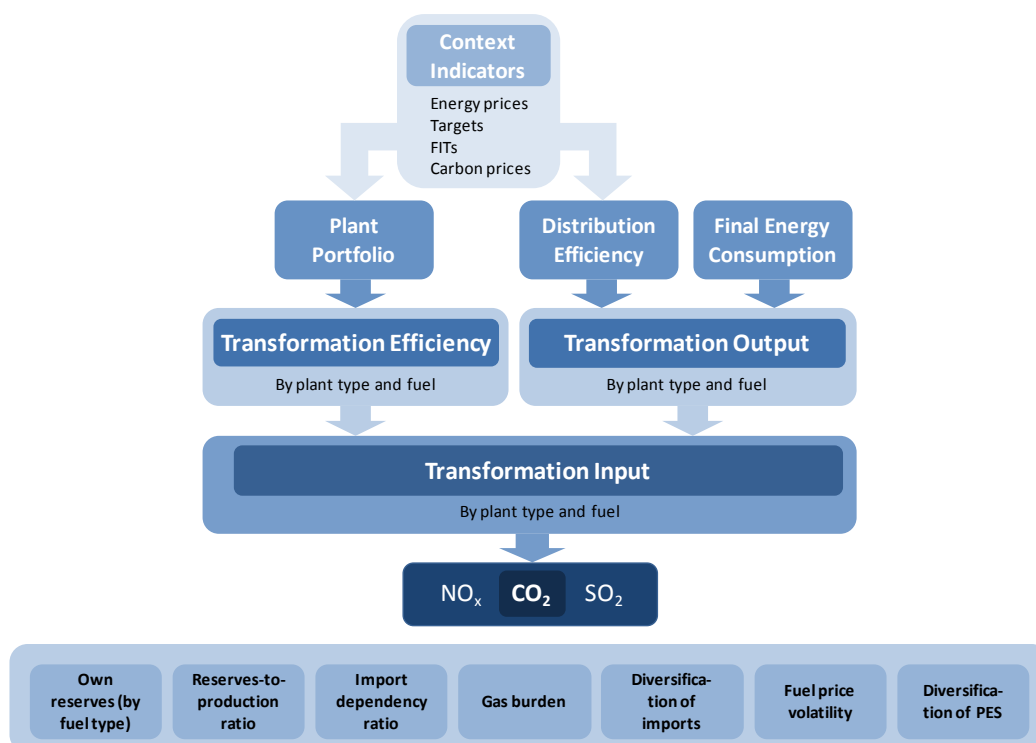 Context
Indicators
Energy prices
Targets
FITs
Carbon prices
Plant
Portfolio
Distribution
Efficiency
Final Energy
Consumption
Transformation Efficiency
By plant type and fuel
Transformation Output
By plant type and fuel
Transformation Input
By plant type and fuel
NOₓ CO₂ SO₂
Own
reserves (by
fuel type)
Reserves-to-
production
ratio
Import
dependency
ratio
Gas burden
Diversifica-
tion of
imports
Fuel price
volatility
Diversifica-
tion of PES